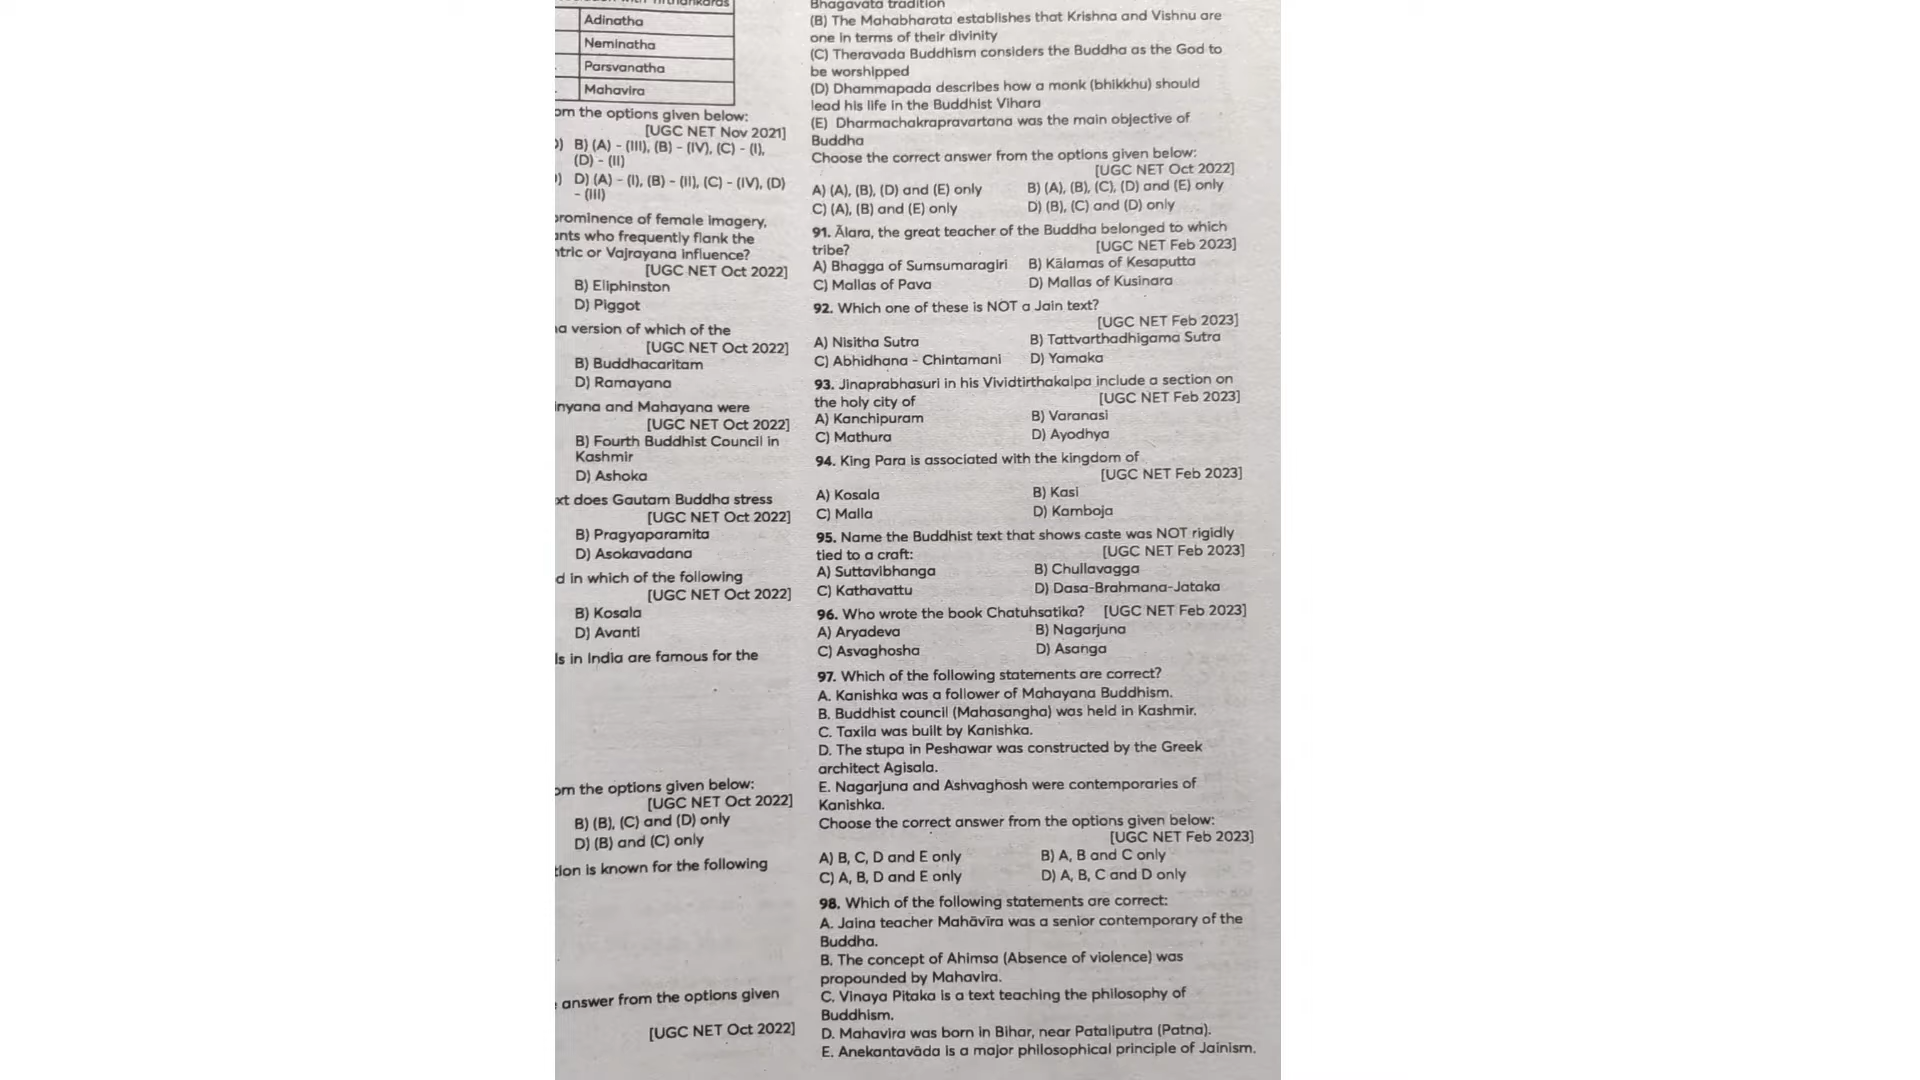 Adinatha
Neminatha
Parsvanatha
Mahavira
om the options given below:
[UGC NET Nov 2021]
B) (A) - (III), (B) - (IV), (C) - (I),
(D) - (II)
D) (A) - (I), (B) - (II), (C) - (IV), (D)
- (III)
prominence of female imagery,
ants who frequently flank the
ntric or Vajrayana influence?
[UGC NET Oct 2022]
B) Eliphinston
D) Piggot
a version of which of the
[UGC NET Oct 2022]
B) Buddhacaritam
D) Ramayana
inyana and Mahayana were
[UGC NET Oct 2022]
B) Fourth Buddhist Council in
Kashmir
D) Ashoka
xt does Gautam Buddha stress
[UGC NET Oct 2022]
B) Pragyaparamita
D) Asokavadana
d in which of the following
[UGC NET Oct 2022]
B) Kosala
D) Avanti
ls in India are famous for the
om the options given below:
[UGC NET Oct 2022]
B) (B), (C) and (D) only
D) (B) and (C) only
tion is known for the following
answer from the options given
[UGC NET Oct 2022]
Bhagavata tradition
(B) The Mahabharata establishes that Krishna and Vishnu are
one in terms of their divinity
(C) Theravada Buddhism considers the Buddha as the God to
be worshipped
(D) Dhammapada describes how a monk (bhikkhu) should
lead his life in the Buddhist Vihara
(E) Dharmachakrapravartana was the main objective of
Buddha
Choose the correct answer from the options given below:
[UGC NET Oct 2022]
A) (A), (B), (D) and (E) only B) (A), (B), (C), (D) and (E) only
C) (A), (B) and (E) only D) (B), (C) and (D) only
91. Ālara, the great teacher of the Buddha belonged to which
tribe? [UGC NET Feb 2023]
A) Bhagga of Sumsumaragiri B) Kālamas of Kesaputta
C) Mallas of Pava D) Mallas of Kusinara
92. Which one of these is NOT a Jain text?
[UGC NET Feb 2023]
A) Nisitha Sutra B) Tattvarthadhigama Sutra
C) Abhidhana - Chintamani D) Yamaka
93. Jinaprabhasuri in his Vividtirthakalpa include a section on
the holy city of [UGC NET Feb 2023]
A) Kanchipuram B) Varanasi
C) Mathura D) Ayodhya
94. King Para is associated with the kingdom of
[UGC NET Feb 2023]
A) Kosala B) Kasi
C) Malla D) Kamboja
95. Name the Buddhist text that shows caste was NOT rigidly
tied to a craft: [UGC NET Feb 2023]
A) Suttavibhanga B) Chullavagga
C) Kathavattu D) Dasa-Brahmana-Jataka
96. Who wrote the book Chatuhsatika? [UGC NET Feb 2023]
A) Aryadeva B) Nagarjuna
C) Asvaghosha D) Asanga
97. Which of the following statements are correct?
A. Kanishka was a follower of Mahayana Buddhism.
B. Buddhist council (Mahasangha) was held in Kashmir.
C. Taxila was built by Kanishka.
D. The stupa in Peshawar was constructed by the Greek
architect Agisala.
E. Nagarjuna and Ashvaghosh were contemporaries of
Kanishka.
Choose the correct answer from the options given below:
[UGC NET Feb 2023]
A) B, C, D and E only B) A, B and C only
C) A, B, D and E only D) A, B, C and D only
98. Which of the following statements are correct:
A. Jaina teacher Mahāvīra was a senior contemporary of the
Buddha.
B. The concept of Ahimsa (Absence of violence) was
propounded by Mahavira.
C. Vinaya Pitaka is a text teaching the philosophy of
Buddhism.
D. Mahavira was born in Bihar, near Pataliputra (Patna).
E. Anekantavāda is a major philosophical principle of Jainism.